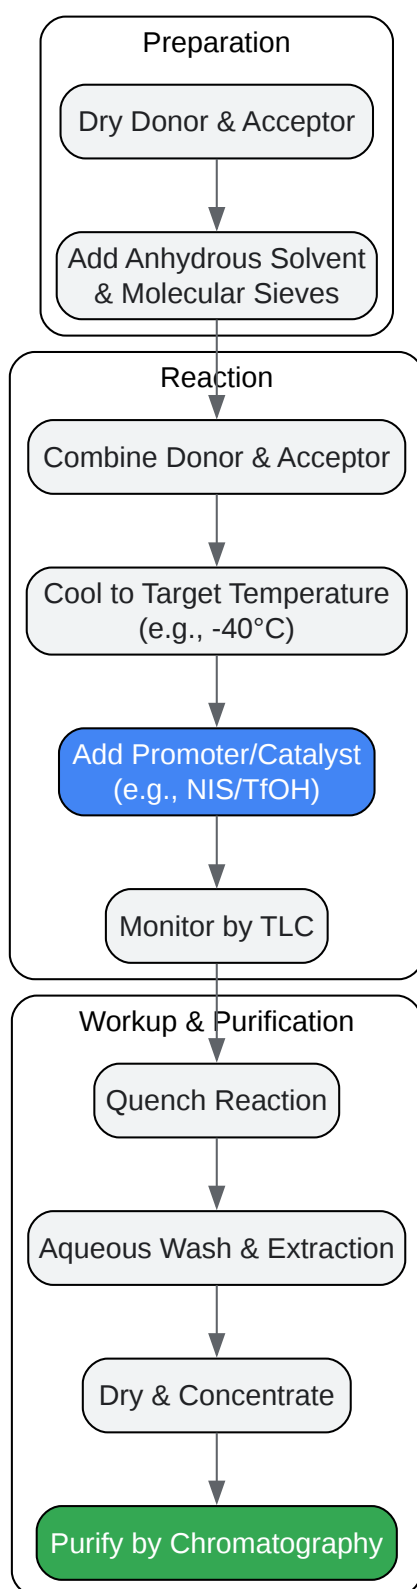 Preparation
Dry Donor & Acceptor
Add Anhydrous Solvent
& Molecular Sieves
Reaction
Combine Donor & Acceptor
Cool to Target Temperature
(e.g., -40°C)
Add Promoter/Catalyst
(e.g., NIS/TfOH)
Monitor by TLC
Workup & Purification
Quench Reaction
Aqueous Wash & Extraction
Dry & Concentrate
Purify by Chromatography